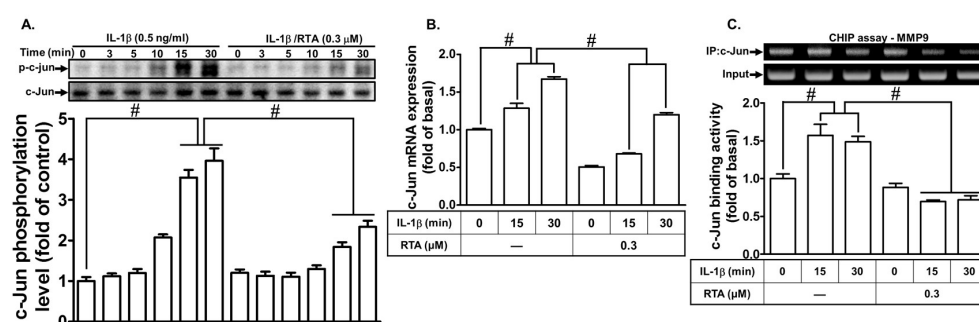 A.
IL-1β (0.5 ng/ml) IL-1β /RTA (0.3 μM)
Time (min) 0 3 5 10 15 30 0 3 5 10 15 30
p-c-jun
c-Jun
# #
c-Jun phosphorylation
level (fold of control)
5
4
3
2
1
0
B.
# #
c-Jun mRNA expression
(fold of basal)
2.0
1.5
1.0
0.5
0.0
IL-1β (min) 0 15 30 0 15 30
RTA (μM) — 0.3
C.
CHIP assay - MMP9
IP:c-Jun
Input
# #
c-Jun binding activity
(fold of basal)
2.0
1.5
1.0
0.5
0.0
IL-1β (min) 0 15 30 0 15 30
RTA (μM) — 0.3